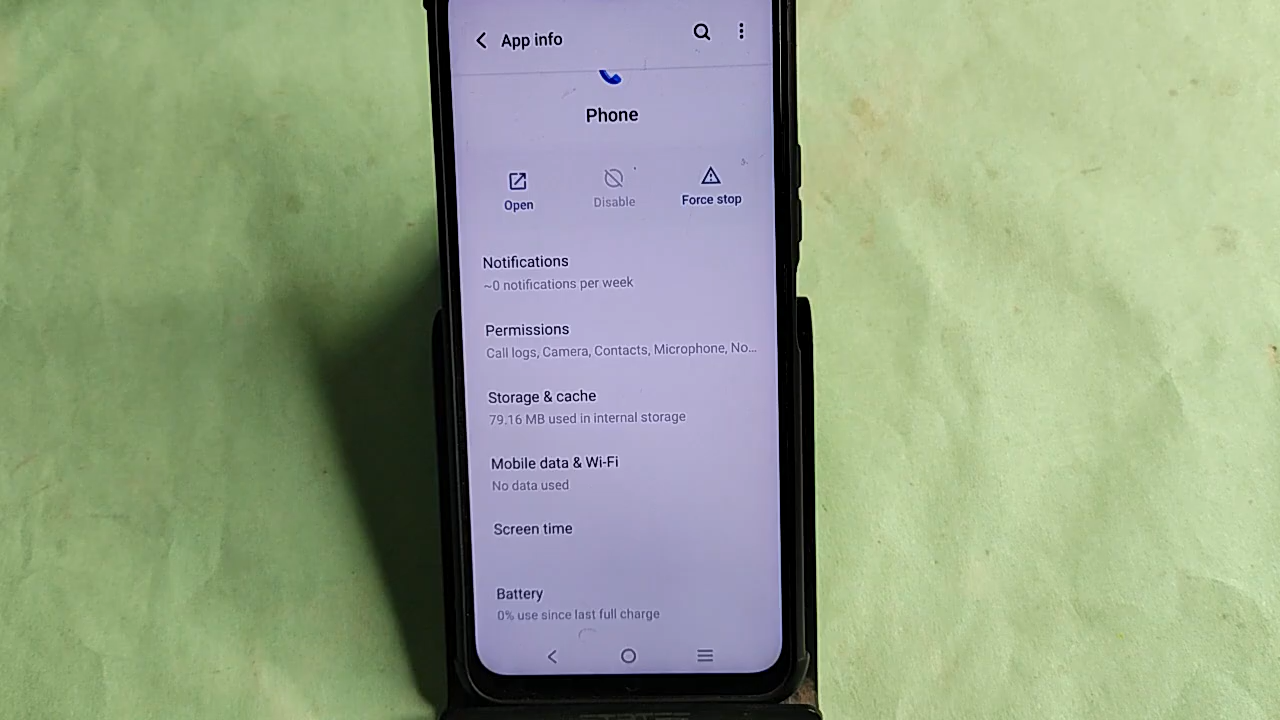 App info
Phone
Open
Disable
Force stop
Notifications
~0 notifications per week
Permissions
Call logs, Camera, Contacts, Microphone, No...
Storage & cache
79.16 MB used in internal storage
Mobile data & Wi-Fi
No data used
Screen time
Battery
0% use since last full charge